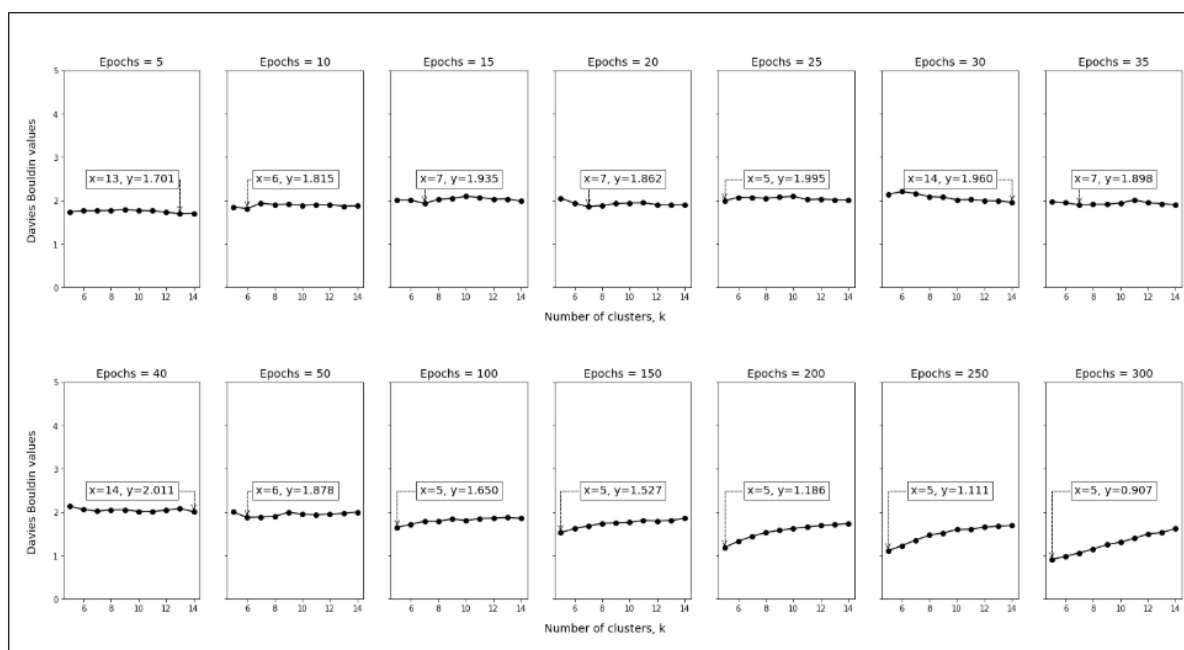 Epochs = 5 Epochs = 10 Epochs = 15 Epochs = 20 Epochs = 25 Epochs = 30 Epochs = 35
5
4
3
2
1
0
Davies Bouldin values
x=13, y=1.701 x=6, y=1.815 x=7, y=1.935 x=7, y=1.862 x=5, y=1.995 x=14, y=1.960 x=7, y=1.898
6 8 10 12 14 6 8 10 12 14 6 8 10 12 14 6 8 10 12 14 6 8 10 12 14 6 8 10 12 14 6 8 10 12 14
Number of clusters, k
Epochs = 40 Epochs = 50 Epochs = 100 Epochs = 150 Epochs = 200 Epochs = 250 Epochs = 300
5
4
3
2
1
0
Davies Bouldin values
x=14, y=2.011 x=6, y=1.878 x=5, y=1.650 x=5, y=1.527 x=5, y=1.186 x=5, y=1.111 x=5, y=0.907
6 8 10 12 14 6 8 10 12 14 6 8 10 12 14 6 8 10 12 14 6 8 10 12 14 6 8 10 12 14 6 8 10 12 14
Number of clusters, k